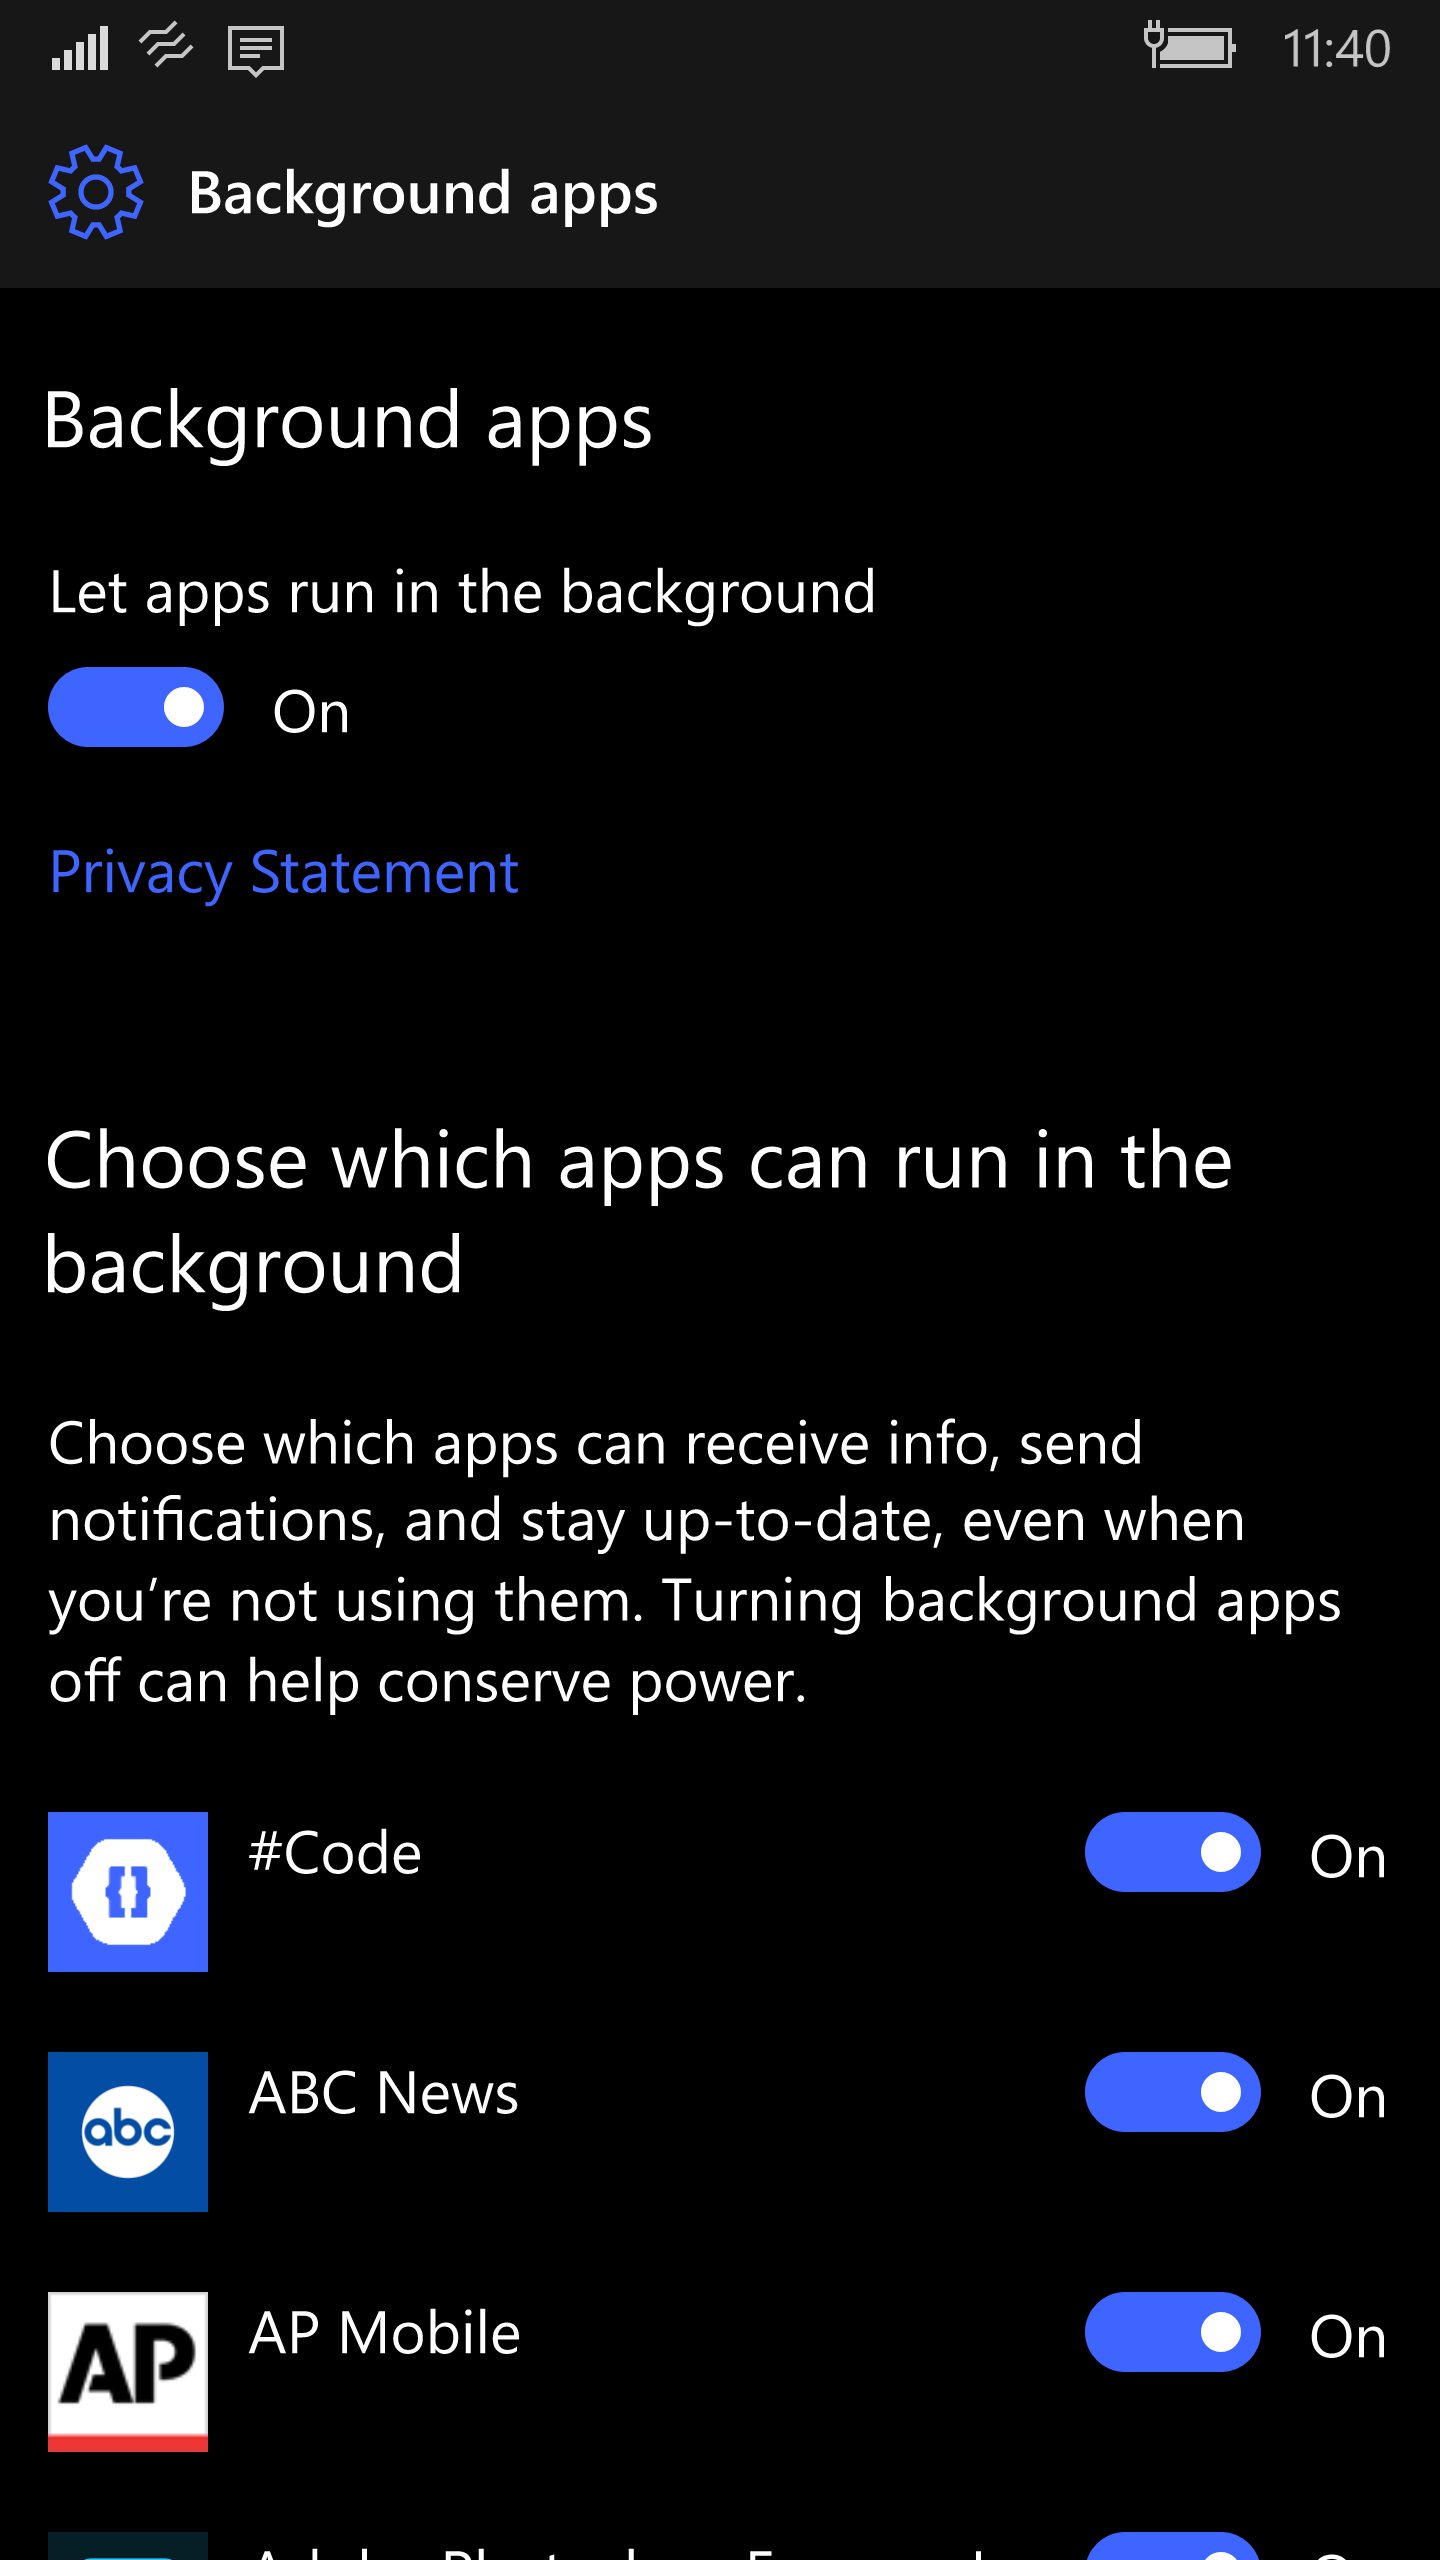 11:40
Background apps
Background apps
Let apps run in the background
On
Privacy Statement
Choose which apps can run in the
background
Choose which apps can receive info, send
notifications, and stay up-to-date, even when
you’re not using them. Turning background apps
off can help conserve power.
#Code
On
abc
ABC News
On
AP
AP Mobile
On